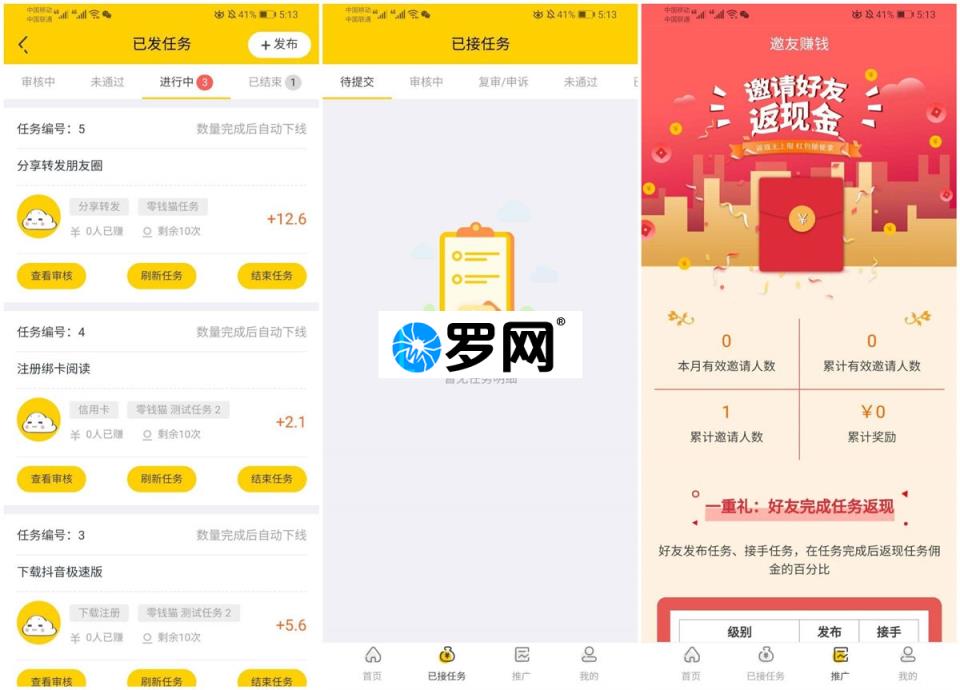 中国移动
中国联通
41%
5:13
已发任务
+发布
审核中
未通过
进行中 3
已结束 1
任务编号：5
数量完成后自动下线
分享转发朋友圈
分享转发
零钱猫任务
+12.6
¥ 0人已赚
剩余10次
查看审核
刷新任务
结束任务
任务编号：4
数量完成后自动下线
注册绑卡阅读
信用卡
零钱猫 测试任务 2
+2.1
¥ 0人已赚
剩余10次
查看审核
刷新任务
结束任务
任务编号：3
数量完成后自动下线
下载抖音极速版
下载注册
零钱猫 测试任务 2
+5.6
¥ 0人已赚
剩余10次
查看审核
刷新任务
结束任务
中国移动
中国联通
41%
5:13
已接任务
待提交
审核中
复审/申诉
未通过
罗网®
暂无任务明细
首页
已接任务
推广
我的
中国移动
中国联通
41%
5:13
邀友赚钱
邀请好友
返现金
¥
0
本月有效邀请人数
0
累计有效邀请人数
1
累计邀请人数
¥0
累计奖励
一重礼：好友完成任务返现
好友发布任务、接手任务，在任务完成后返现任务佣
金的百分比
级别
发布
接手
首页
已接任务
推广
我的